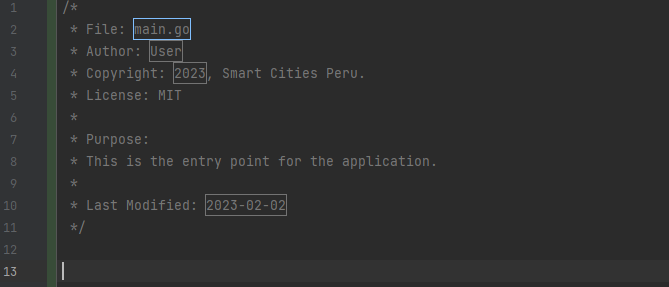 1 /*
2 * File: main.go
3 * Author: User
4 * Copyright: 2023, Smart Cities Peru.
5 * License: MIT
6 *
7 * Purpose:
8 * This is the entry point for the application.
9 *
10 * Last Modified: 2023-02-02
11 */
12
13